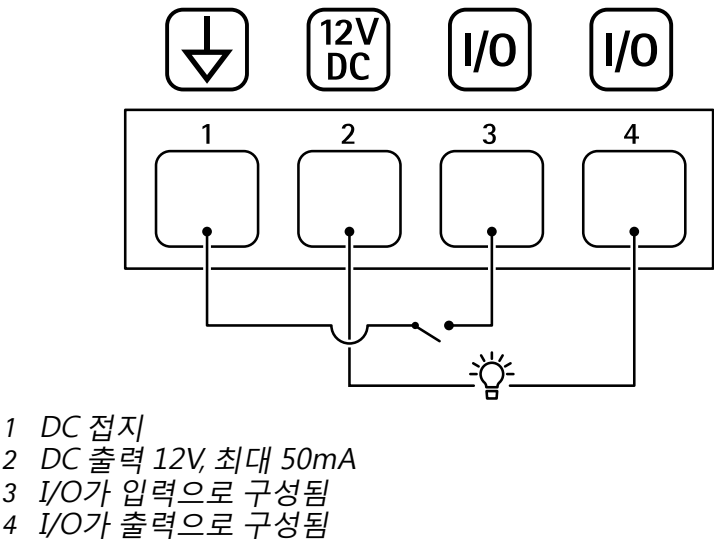 12V DC I/O I/O
1 2 3 4
1 DC 접지
2 DC 출력 12V, 최대 50mA
3 I/O가 입력으로 구성됨
4 I/O가 출력으로 구성됨